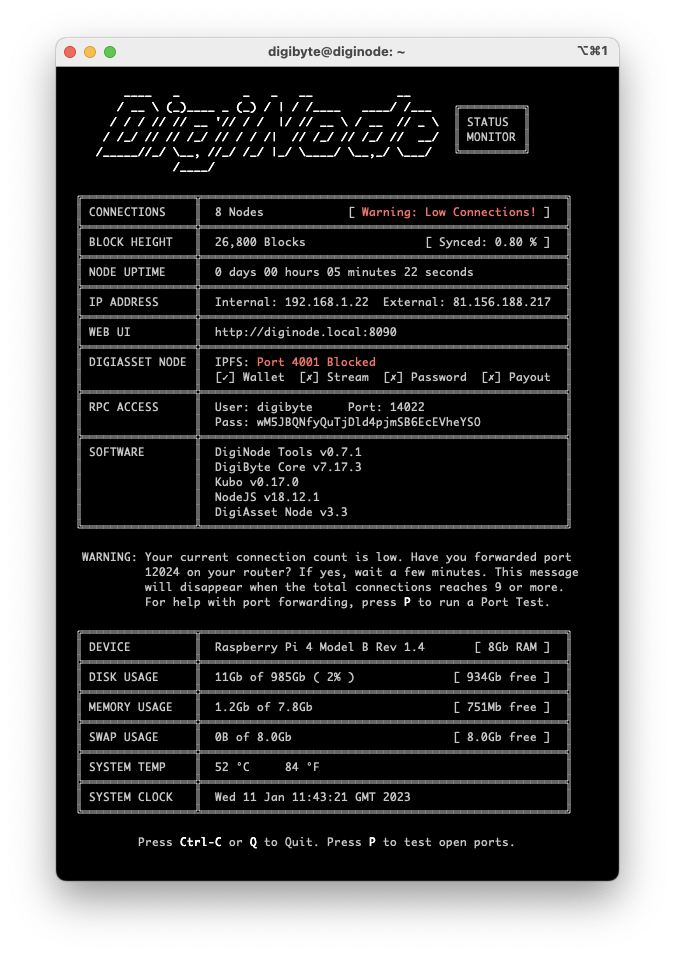 digibyte@diginode: ~ ⌥⌘1
DigiNode
STATUS
MONITOR
CONNECTIONS 8 Nodes [ Warning: Low Connections! ]
BLOCK HEIGHT 26,800 Blocks [ Synced: 0.80 % ]
NODE UPTIME 0 days 00 hours 05 minutes 22 seconds
IP ADDRESS Internal: 192.168.1.22 External: 81.156.188.217
WEB UI http://diginode.local:8090
DIGIASSET NODE IPFS: Port 4001 Blocked
[✓] Wallet [✗] Stream [✗] Password [✗] Payout
RPC ACCESS User: digibyte Port: 14022
Pass: wM5JBQNfyQuTjDld4pjmSB6EcEVheYSO
SOFTWARE DigiNode Tools v0.7.1
DigiByte Core v7.17.3
Kubo v0.17.0
NodeJS v18.12.1
DigiAsset Node v3.3
WARNING: Your current connection count is low. Have you forwarded port
12024 on your router? If yes, wait a few minutes. This message
will disappear when the total connections reaches 9 or more.
For help with port forwarding, press P to run a Port Test.
DEVICE Raspberry Pi 4 Model B Rev 1.4 [ 8Gb RAM ]
DISK USAGE 11Gb of 985Gb ( 2% ) [ 934Gb free ]
MEMORY USAGE 1.2Gb of 7.8Gb [ 751Mb free ]
SWAP USAGE 0B of 8.0Gb [ 8.0Gb free ]
SYSTEM TEMP 52 °C 84 °F
SYSTEM CLOCK Wed 11 Jan 11:43:21 GMT 2023
Press Ctrl-C or Q to Quit. Press P to test open ports.